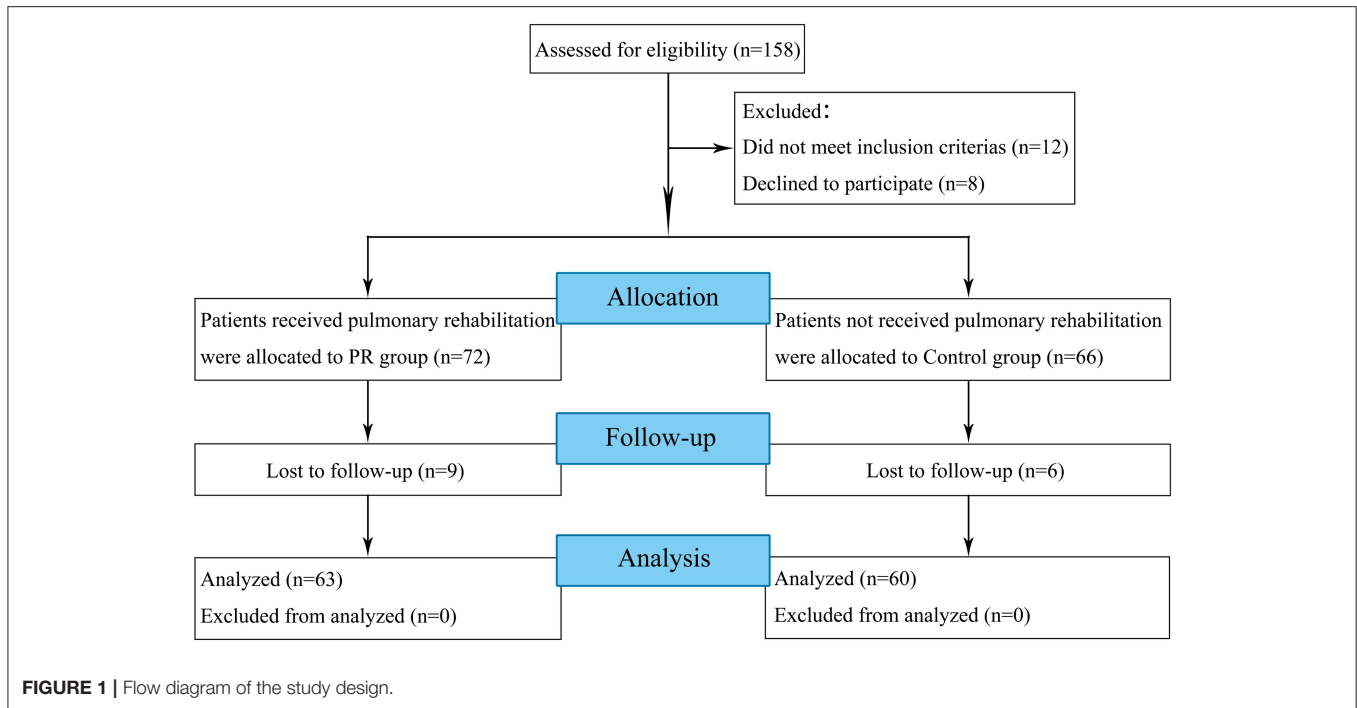 Assessed for eligibility (n=158)
Excluded：
Did not meet inclusion criterias (n=12)
Declined to participate (n=8)
Allocation
Patients received pulmonary rehabilitation
were allocated to PR group (n=72)
Patients not received pulmonary rehabilitation
were allocated to Control group (n=66)
Follow-up
Lost to follow-up (n=9)
Lost to follow-up (n=6)
Analysis
Analyzed (n=63)
Excluded from analyzed (n=0)
Analyzed (n=60)
Excluded from analyzed (n=0)
FIGURE 1 | Flow diagram of the study design.